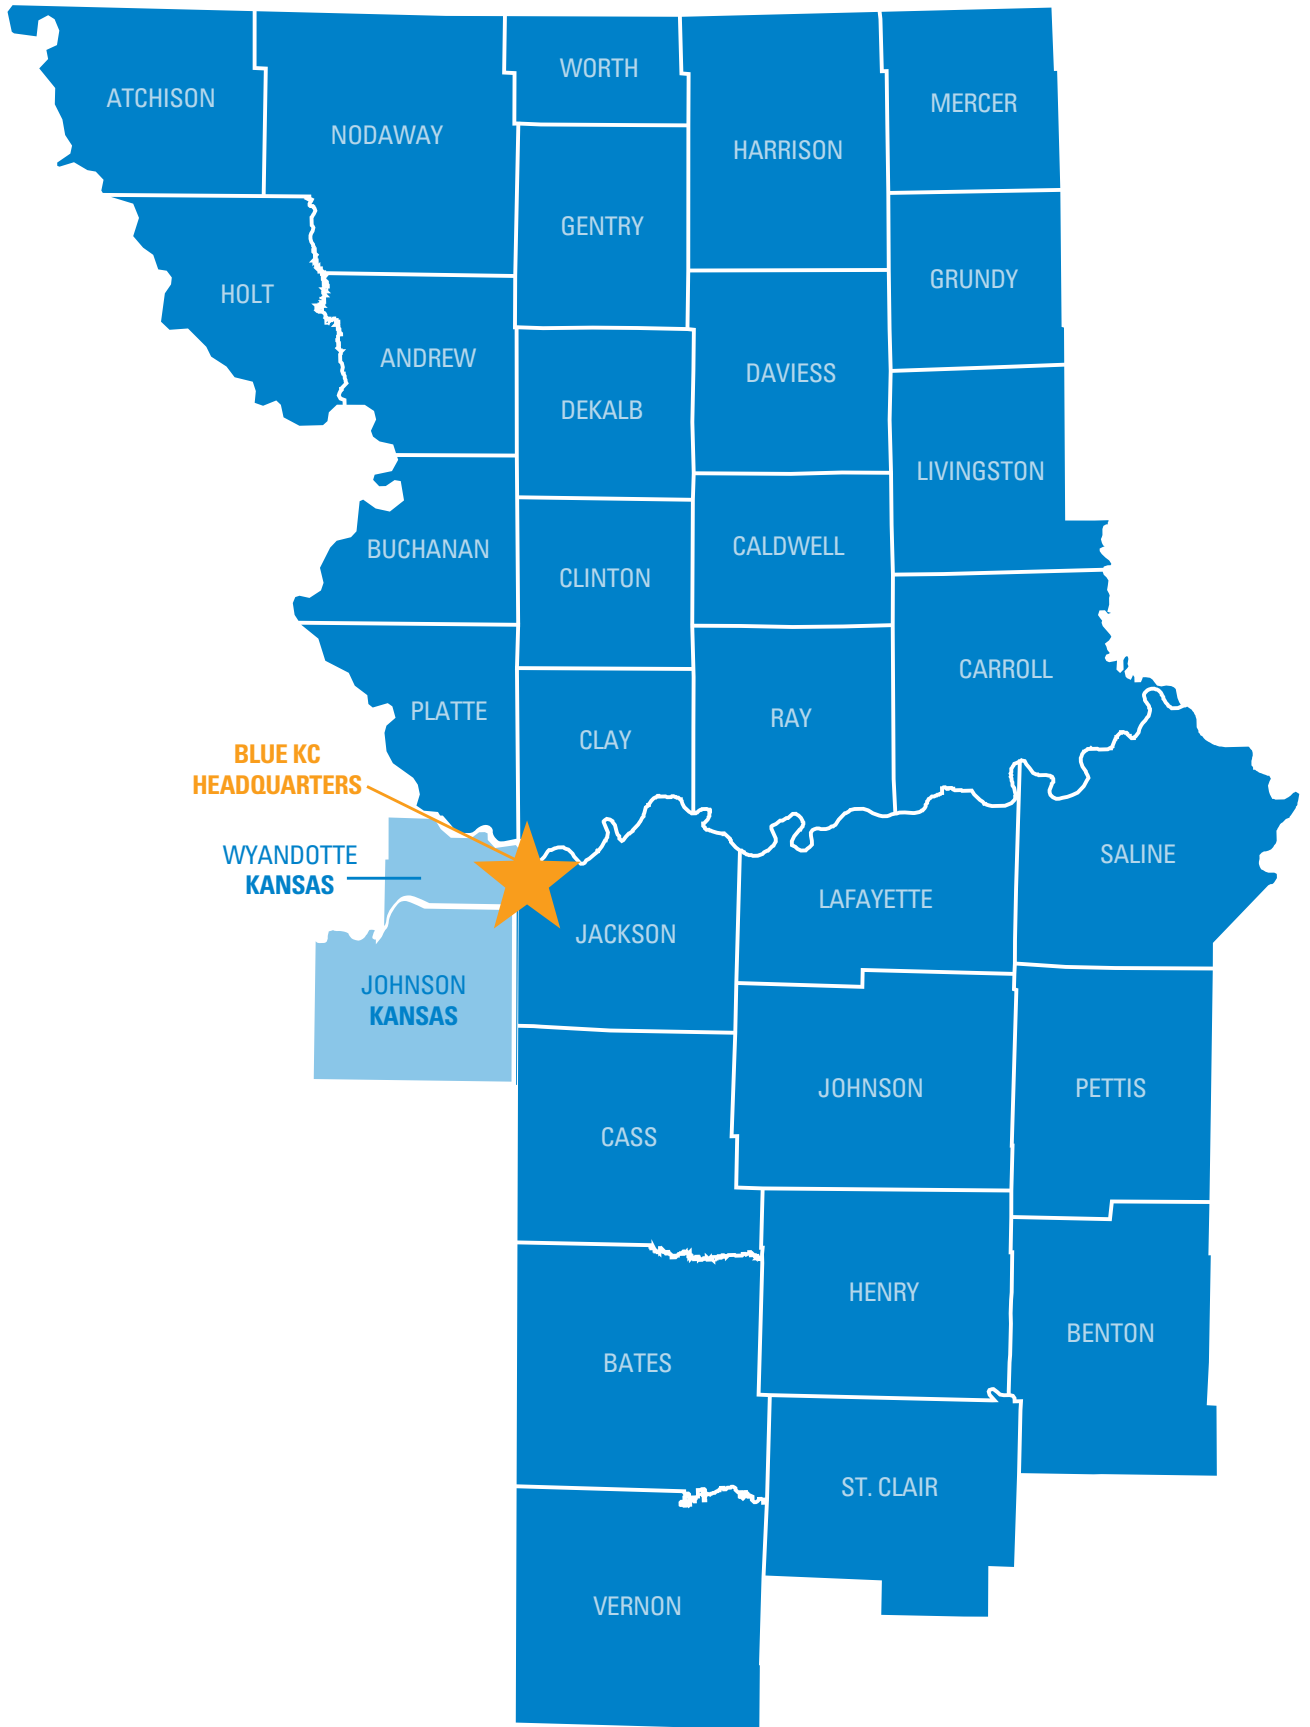 WORTH
ATCHISON
MERCER
NODAWAY
HARRISON
GENTRY
GRUNDY
HOLT
ANDREW
DAVIESS
DEKALB
LIVINGSTON
BUCHANAN
CALDWELL
CLINTON
CARROLL
PLATTE
RAY
CLAY
BLUE KC
HEADQUARTERS
WYANDOTTE
KANSAS
SALINE
LAFAYETTE
JACKSON
JOHNSON
KANSAS
JOHNSON
PETTIS
CASS
HENRY
BENTON
BATES
ST. CLAIR
VERNON